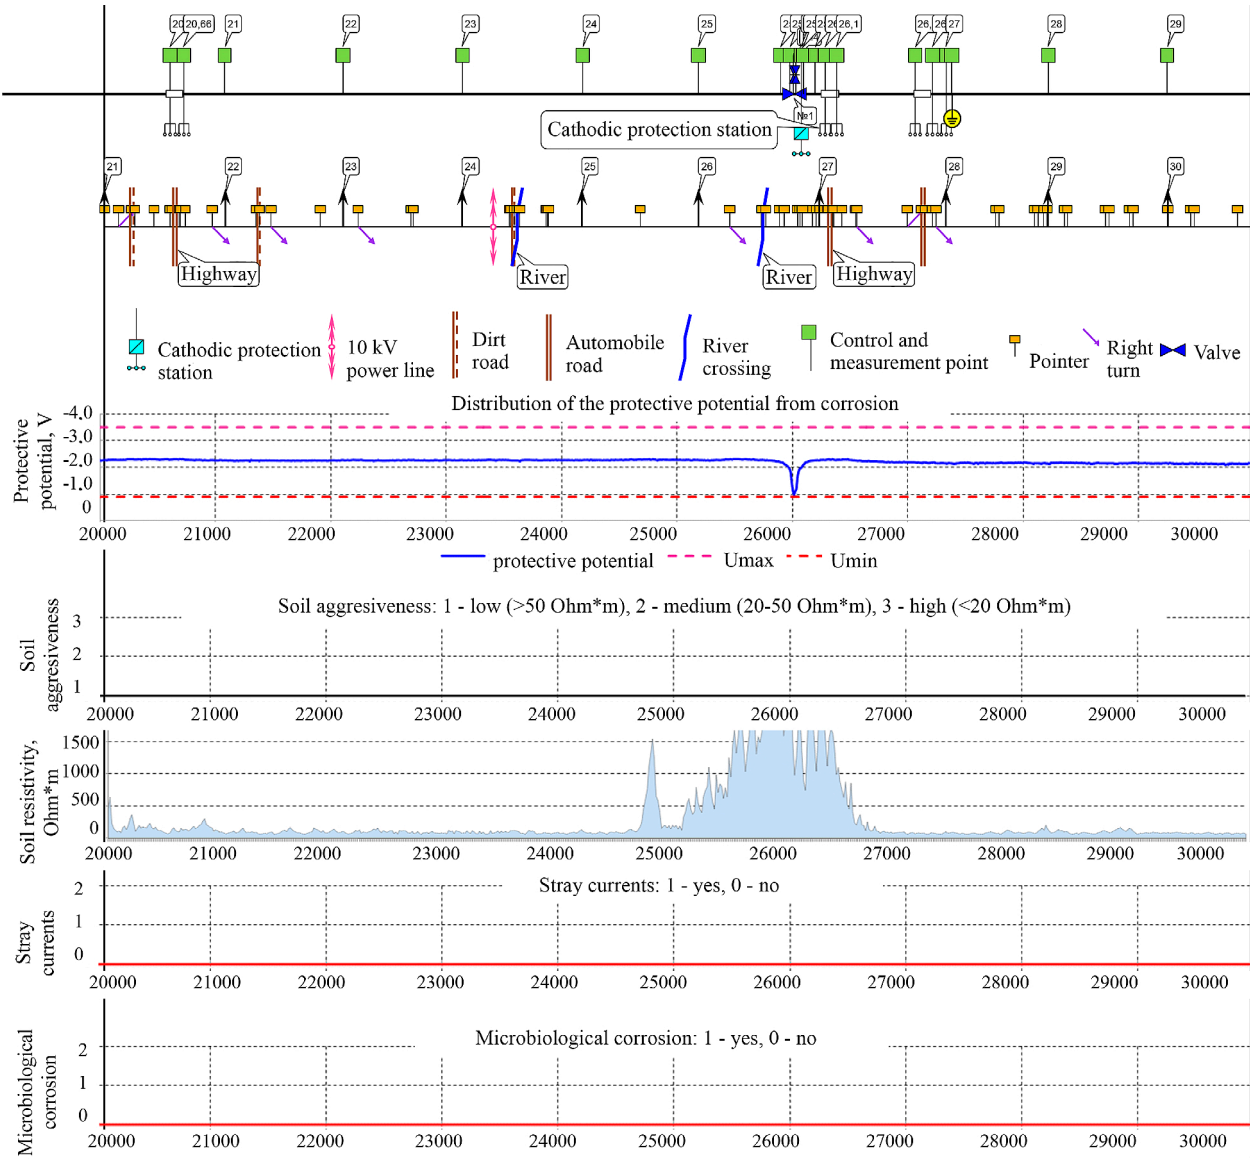 20
20,66
21
22
23
24
25
26,1
26,
26
27
28
29
№1
Cathodic protection station
21
22
23
24
25
26
27
28
29
30
Highway
River
River
Highway
Cathodic protection
station
10 kV
power line
Dirt
road
Automobile
road
River
crossing
Control and
measurement point
Pointer
Right
turn
Valve
Distribution of the protective potential from corrosion
Protective
potential, V
-4.0
-3.0
-2.0
-1.0
0
20000 21000 22000 23000 24000 25000 26000 27000 28000 29000 30000
protective potential Umax Umin
Soil aggresiveness: 1 - low (>50 Ohm*m), 2 - medium (20-50 Ohm*m), 3 - high (<20 Ohm*m)
Soil
aggresiveness
3
2
1
20000 21000 22000 23000 24000 25000 26000 27000 28000 29000 30000
Soil resistivity,
Ohm*m
1500
1000
500
0
20000 21000 22000 23000 24000 25000 26000 27000 28000 29000 30000
Stray currents: 1 - yes, 0 - no
Stray
currents
2
1
0
20000 21000 22000 23000 24000 25000 26000 27000 28000 29000 30000
Microbiological corrosion: 1 - yes, 0 - no
Microbiological
corrosion
2
1
0
20000 21000 22000 23000 24000 25000 26000 27000 28000 29000 30000